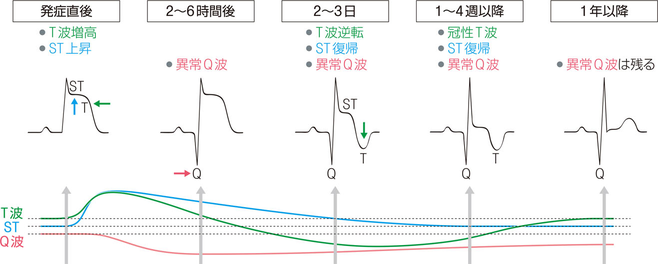 発症直後
2〜6時間後
2〜3日
1〜4週以降
1年以降
● T波増高
● ST上昇
● 異常Q波
● T波逆転
● ST復帰
● 異常Q波
● 冠性T波
● ST復帰
● 異常Q波
● 異常Q波は残る
ST
T
Q
ST
T
Q
T
Q
Q
T波
ST
Q波